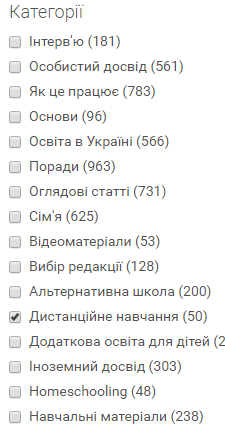 Категорії
Інтерв'ю (181)
Особистий досвід (561)
Як це працює (783)
Основи (96)
Освіта в Україні (566)
Поради (963)
Оглядові статті (731)
Сім'я (625)
Відеоматеріали (53)
Вибір редакції (128)
Альтернативна школа (200)
Дистанційне навчання (50)
Додаткова освіта для дітей (2
Іноземний досвід (303)
Homeschooling (48)
Навчальні матеріали (238)